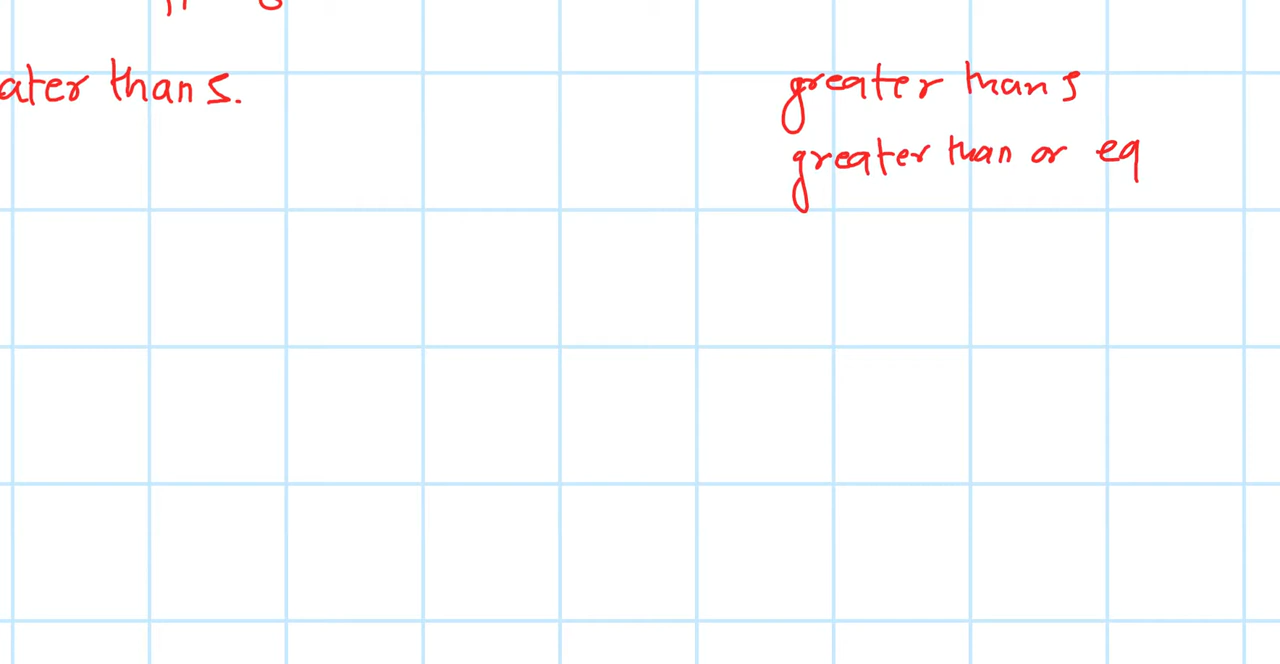 ater than 5.
greater than 5
greater than or eq